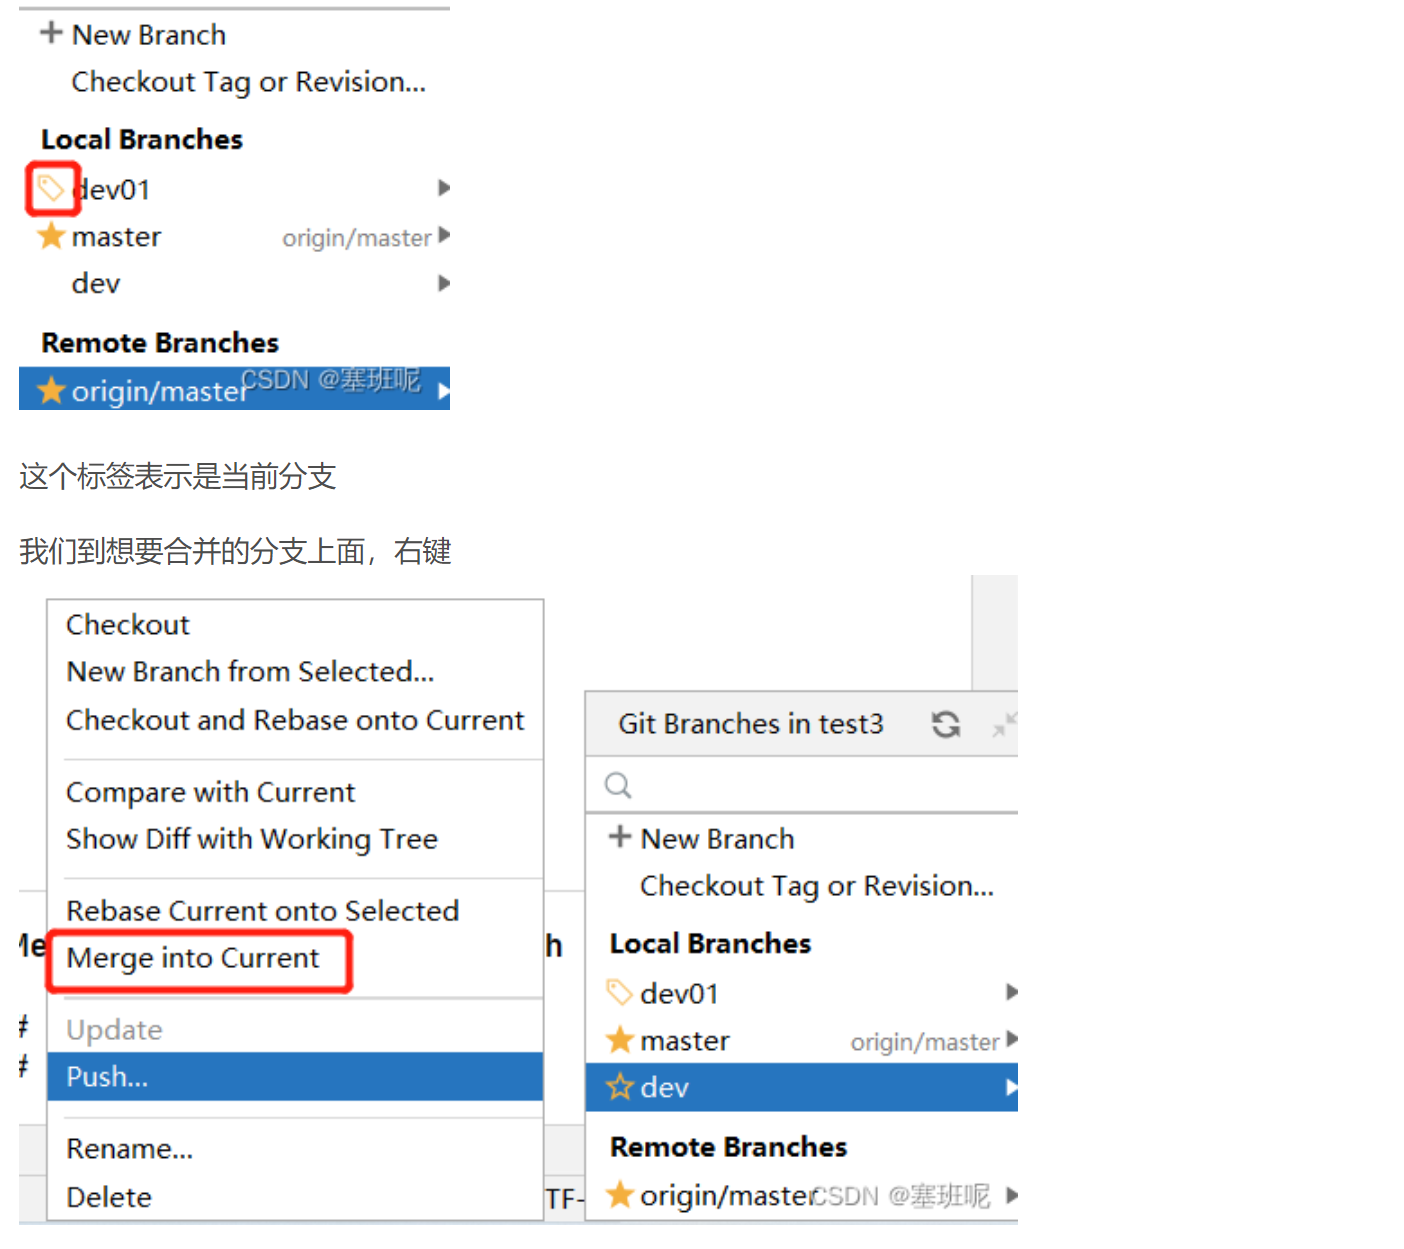 New Branch
Checkout Tag or Revision...
Local Branches
dev01
master origin/master
dev
Remote Branches
origin/master
CSDN @塞班呢
这个标签表示是当前分支
我们到想要合并的分支上面，右键
Checkout
New Branch from Selected...
Checkout and Rebase onto Current
Compare with Current
Show Diff with Working Tree
Rebase Current onto Selected
Merge into Current
Update
Push...
Rename...
Delete
h
#
#
TF-
Git Branches in test3
New Branch
Checkout Tag or Revision...
Local Branches
dev01
master origin/master
dev
Remote Branches
origin/master
CSDN @塞班呢